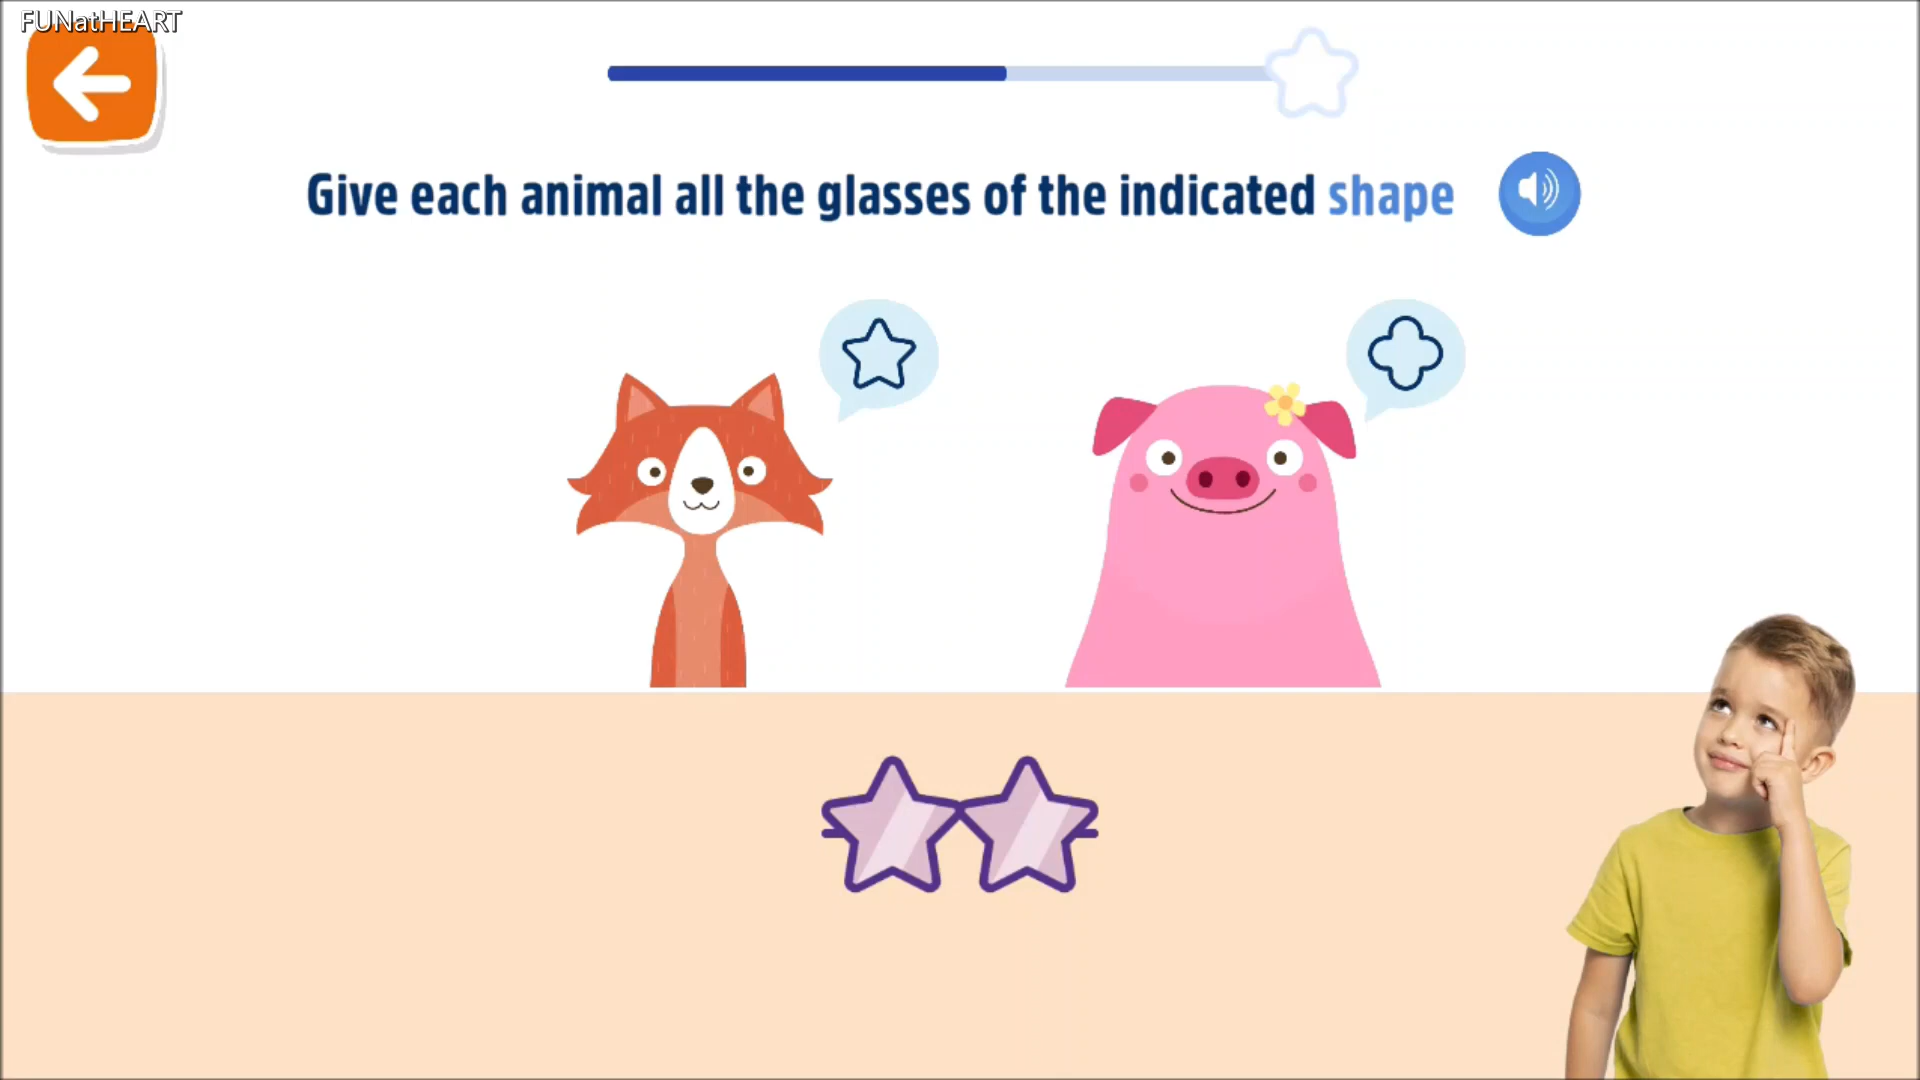 FUNatHEART
Give each animal all the glasses of the indicated shape